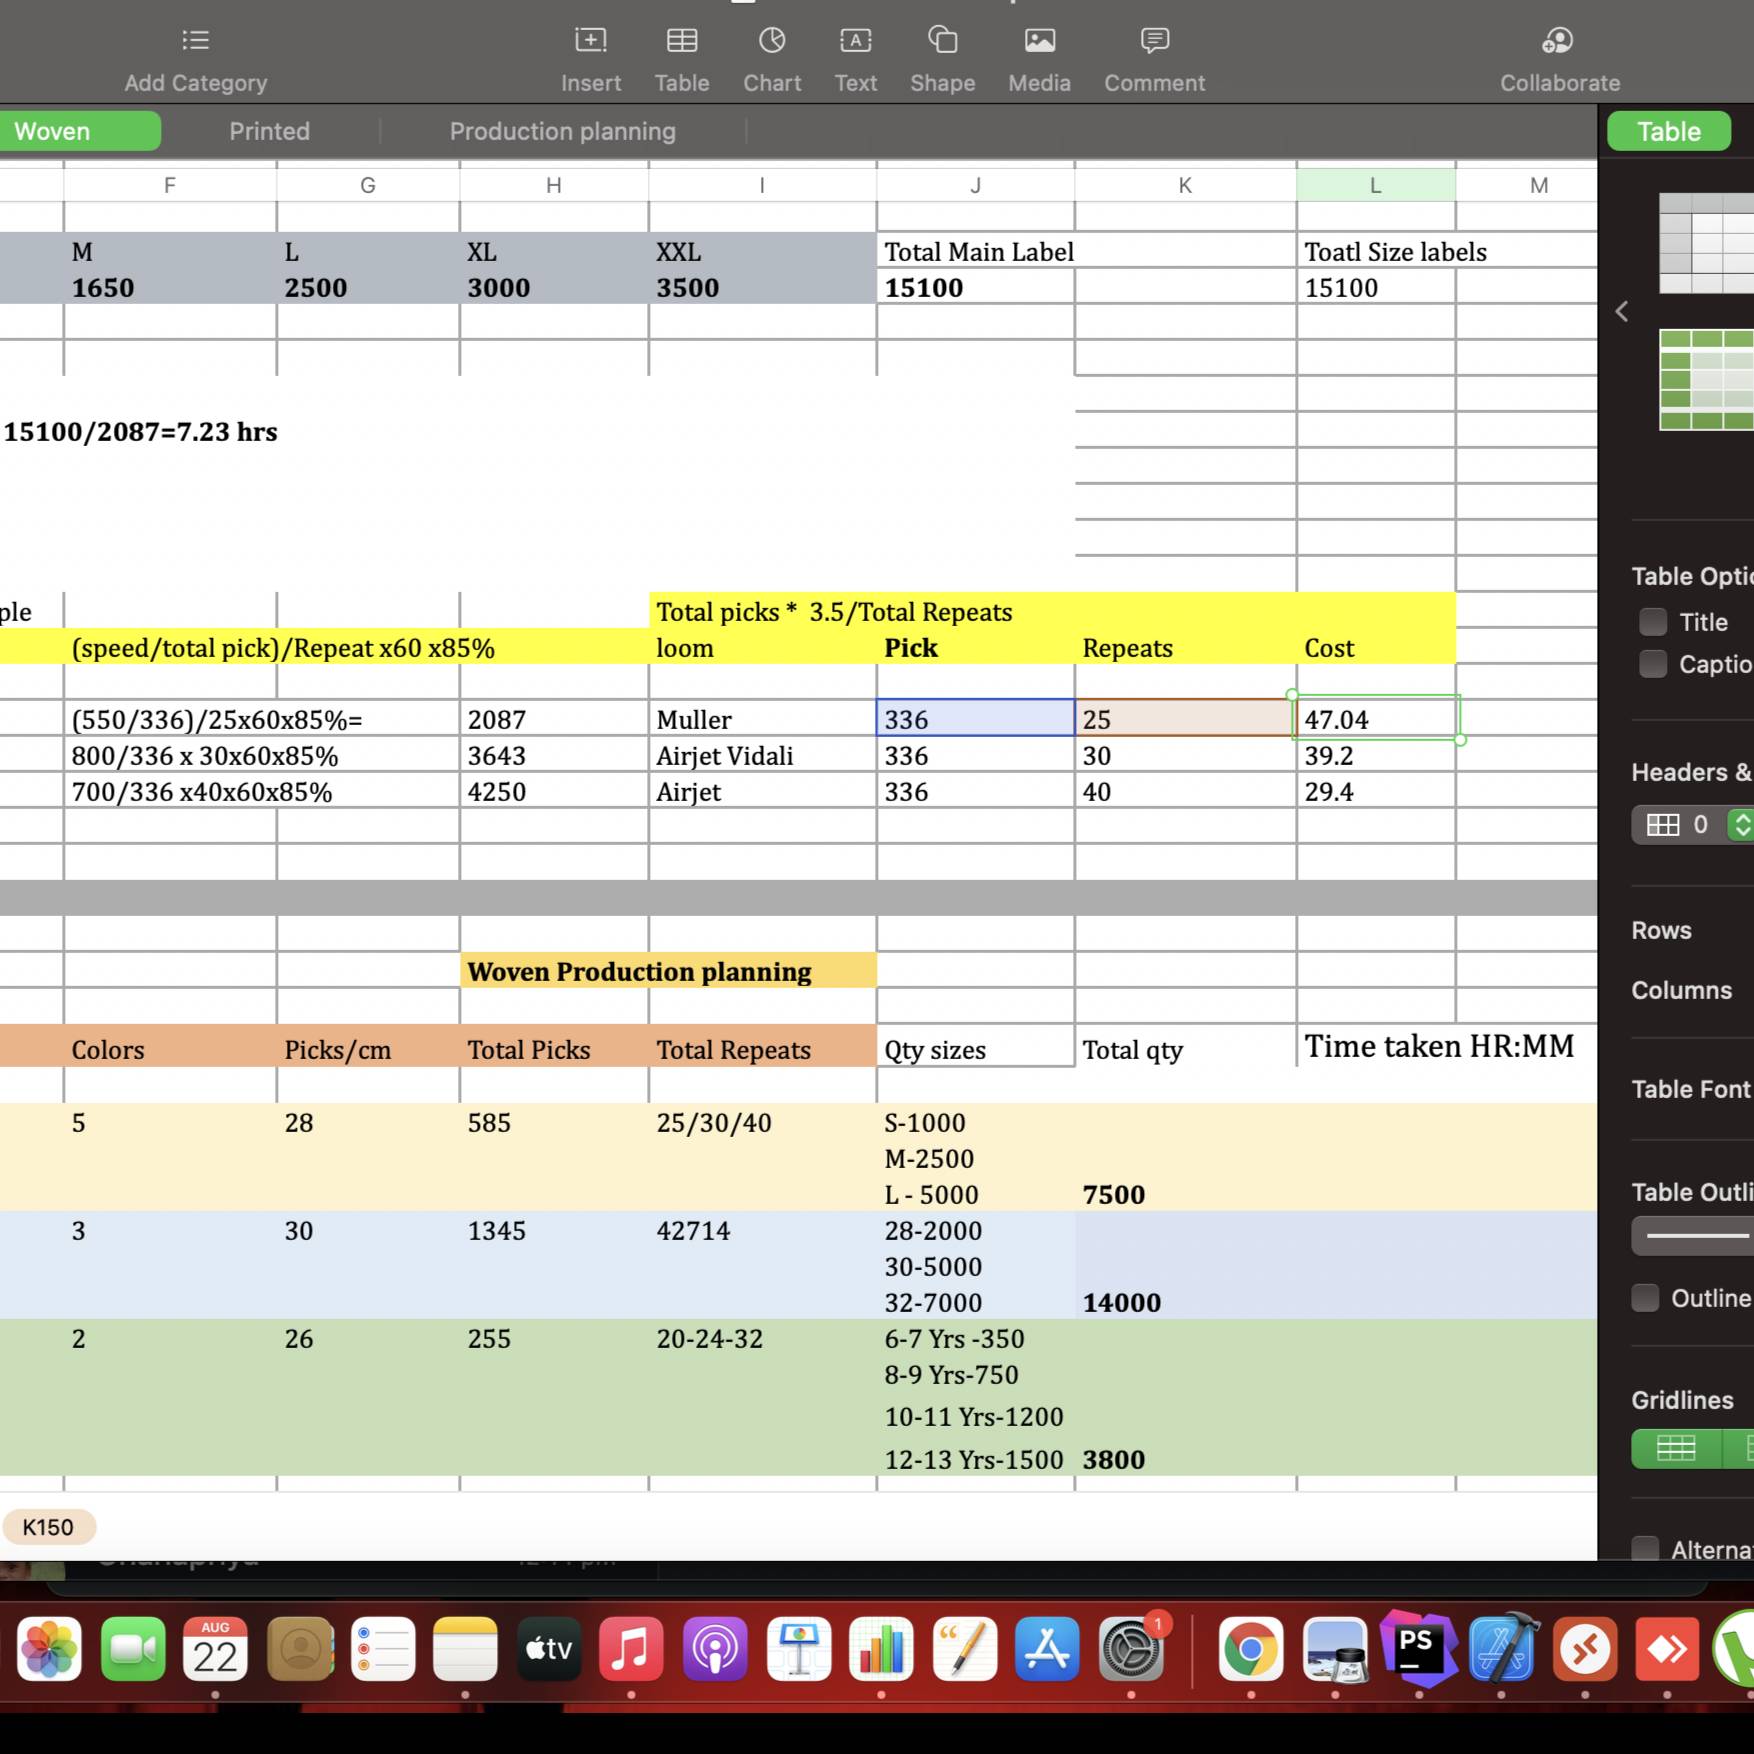 Add Category Insert Table Chart Text Shape Media Comment Collaborate
Woven Printed Production planning Table
F G H I J K L M
M L XL XXL Total Main Label Toatl Size labels
1650 2500 3000 3500 15100 15100
15100/2087=7.23 hrs
ple Total picks * 3.5/Total Repeats
(speed/total pick)/Repeat x60 x85% loom Pick Repeats Cost
(550/336)/25x60x85%= 2087 Muller 336 25 47.04
800/336 x 30x60x85% 3643 Airjet Vidali 336 30 39.2
700/336 x40x60x85% 4250 Airjet 336 40 29.4
Woven Production planning
Colors Picks/cm Total Picks Total Repeats Qty sizes Total qty Time taken HR:MM
5 28 585 25/30/40 S-1000
M-2500
L - 5000 7500
3 30 1345 42714 28-2000
30-5000
32-7000 14000
2 26 255 20-24-32 6-7 Yrs -350
8-9 Yrs-750
10-11 Yrs-1200
12-13 Yrs-1500 3800
K150
Table Optio
Title
Captio
Headers &
0
Rows
Columns
Table Font
Table Outli
Outline
Gridlines
Alterna
AUG
22
tv
1
PS